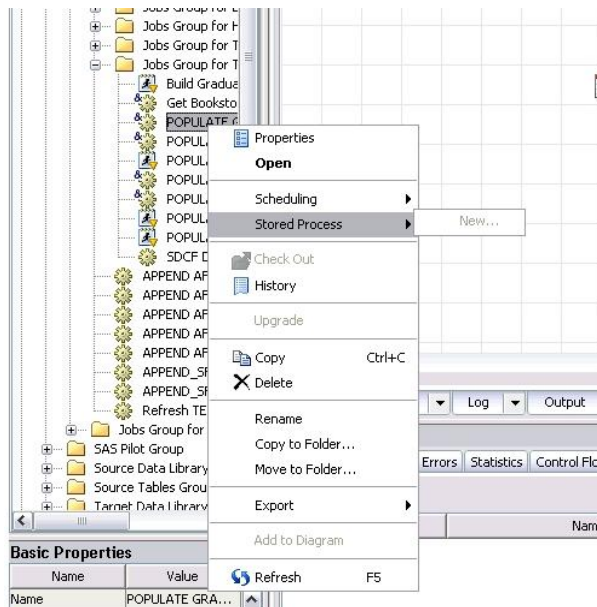 Jobs Group for E
Jobs Group for H
Jobs Group for T
Jobs Group for T
Build Gradua
Get Booksto
POPULATE G
POPUL
POPUL
POPUL
POPUL
POPUL
POPUL
SDCF D
APPEND AF
APPEND AF
APPEND AF
APPEND AF
APPEND AF
APPEND_SF
APPEND_SF
Refresh TE
Jobs Group for
SAS Pilot Group
Source Data Library
Source Tables Grou
Target Data Library
Properties
Open
Scheduling
Stored Process
New...
Check Out
History
Upgrade
Copy Ctrl+C
Delete
Rename
Copy to Folder...
Move to Folder...
Export
Add to Diagram
Refresh F5
Log Output
Errors Statistics Control Flo
Nam
Basic Properties
Name Value
Name POPULATE GRA...